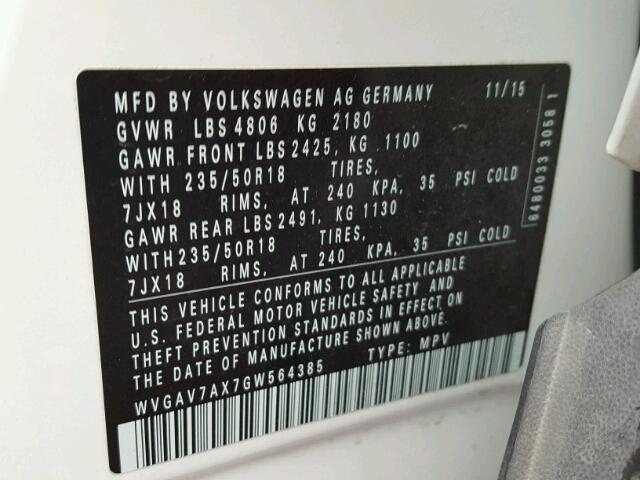 MFD BY VOLKSWAGEN AG GERMANY 11/15
GVWR LBS 4806 KG 2180
GAWR FRONT LBS 2425, KG 1100
WITH 235/50R18 TIRES,
7JX18 RIMS, AT 240 KPA, 35 PSI COLD
GAWR REAR LBS 2491, KG 1130
WITH 235/50R18 TIRES,
7JX18 RIMS, AT 240 KPA, 35 PSI COLD
THIS VEHICLE CONFORMS TO ALL APPLICABLE
U.S. FEDERAL MOTOR VEHICLE SAFETY AND
THEFT PREVENTION STANDARDS IN EFFECT ON
THE DATE OF MANUFACTURE SHOWN ABOVE.
WVGAV7AX7GW564385 TYPE: MPV
6480033 3058 1